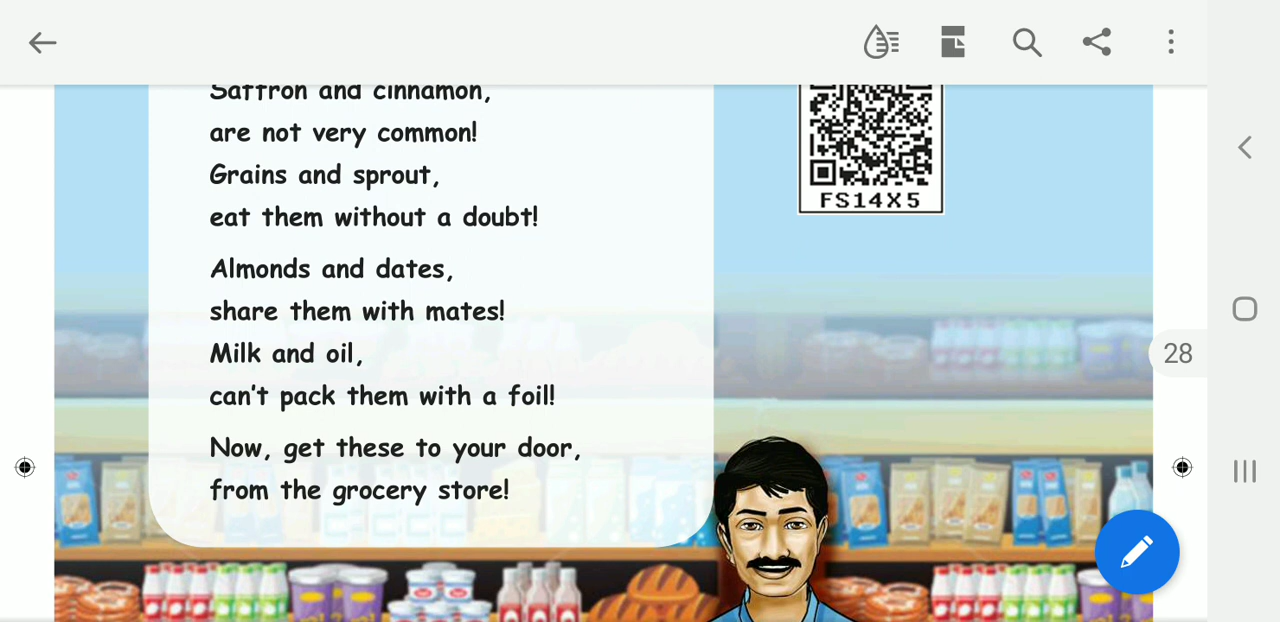 Saffron and cinnamon,
are not very common!
Grains and sprout,
eat them without a doubt!
Almonds and dates,
share them with mates!
Milk and oil,
can't pack them with a foil!
Now, get these to your door,
from the grocery store!
FS14X5
28